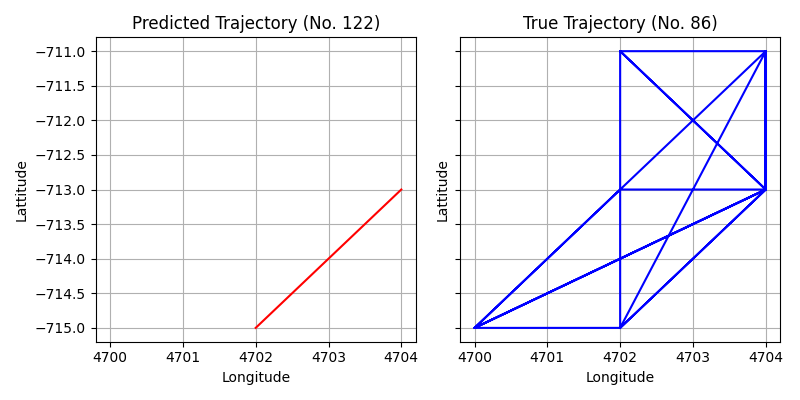 Predicted Trajectory (No. 122)
True Trajectory (No. 86)
−711.0
−711.5
−712.0
−712.5
−713.0
−713.5
−714.0
−714.5
−715.0
Lattitude
Lattitude
4700 4701 4702 4703 4704
4700 4701 4702 4703 4704
Longitude
Longitude